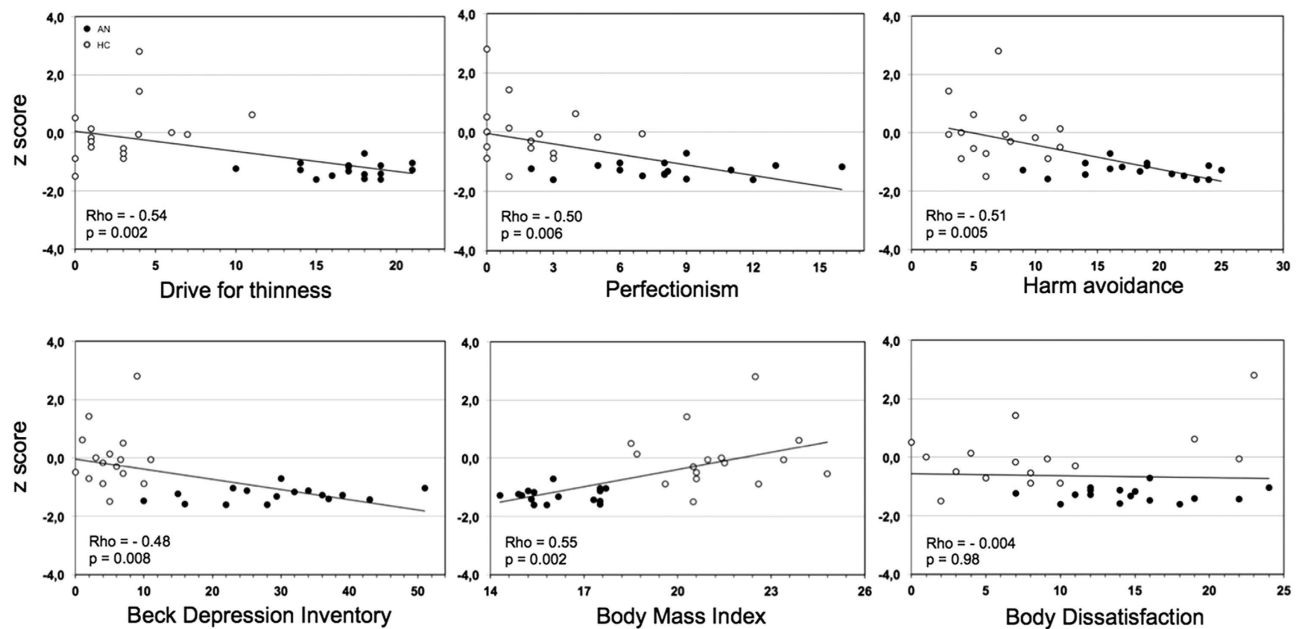 4,0 4,0 4,0
AN
HC
2,0 2,0 2,0
z score
0,0 0,0 0,0
-2,0 -2,0 -2,0
Rho = - 0.54 Rho = - 0.50 Rho = - 0.51
p = 0.002 p = 0.006 p = 0.005
-4,0 -4,0 -4,0
0 5 10 15 20 0 3 6 9 12 15 0 5 10 15 20 25 30
Drive for thinness Perfectionism Harm avoidance
4,0 4,0 4,0
2,0 2,0 2,0
z score
0,0 0,0 0,0
-2,0 -2,0 -2,0
Rho = - 0.48 Rho = 0.55 Rho = - 0.004
p = 0.008 p = 0.002 p = 0.98
-4,0 -4,0 -4,0
0 10 20 30 40 50 14 17 20 23 26 0 5 10 15 20 25
Beck Depression Inventory Body Mass Index Body Dissatisfaction